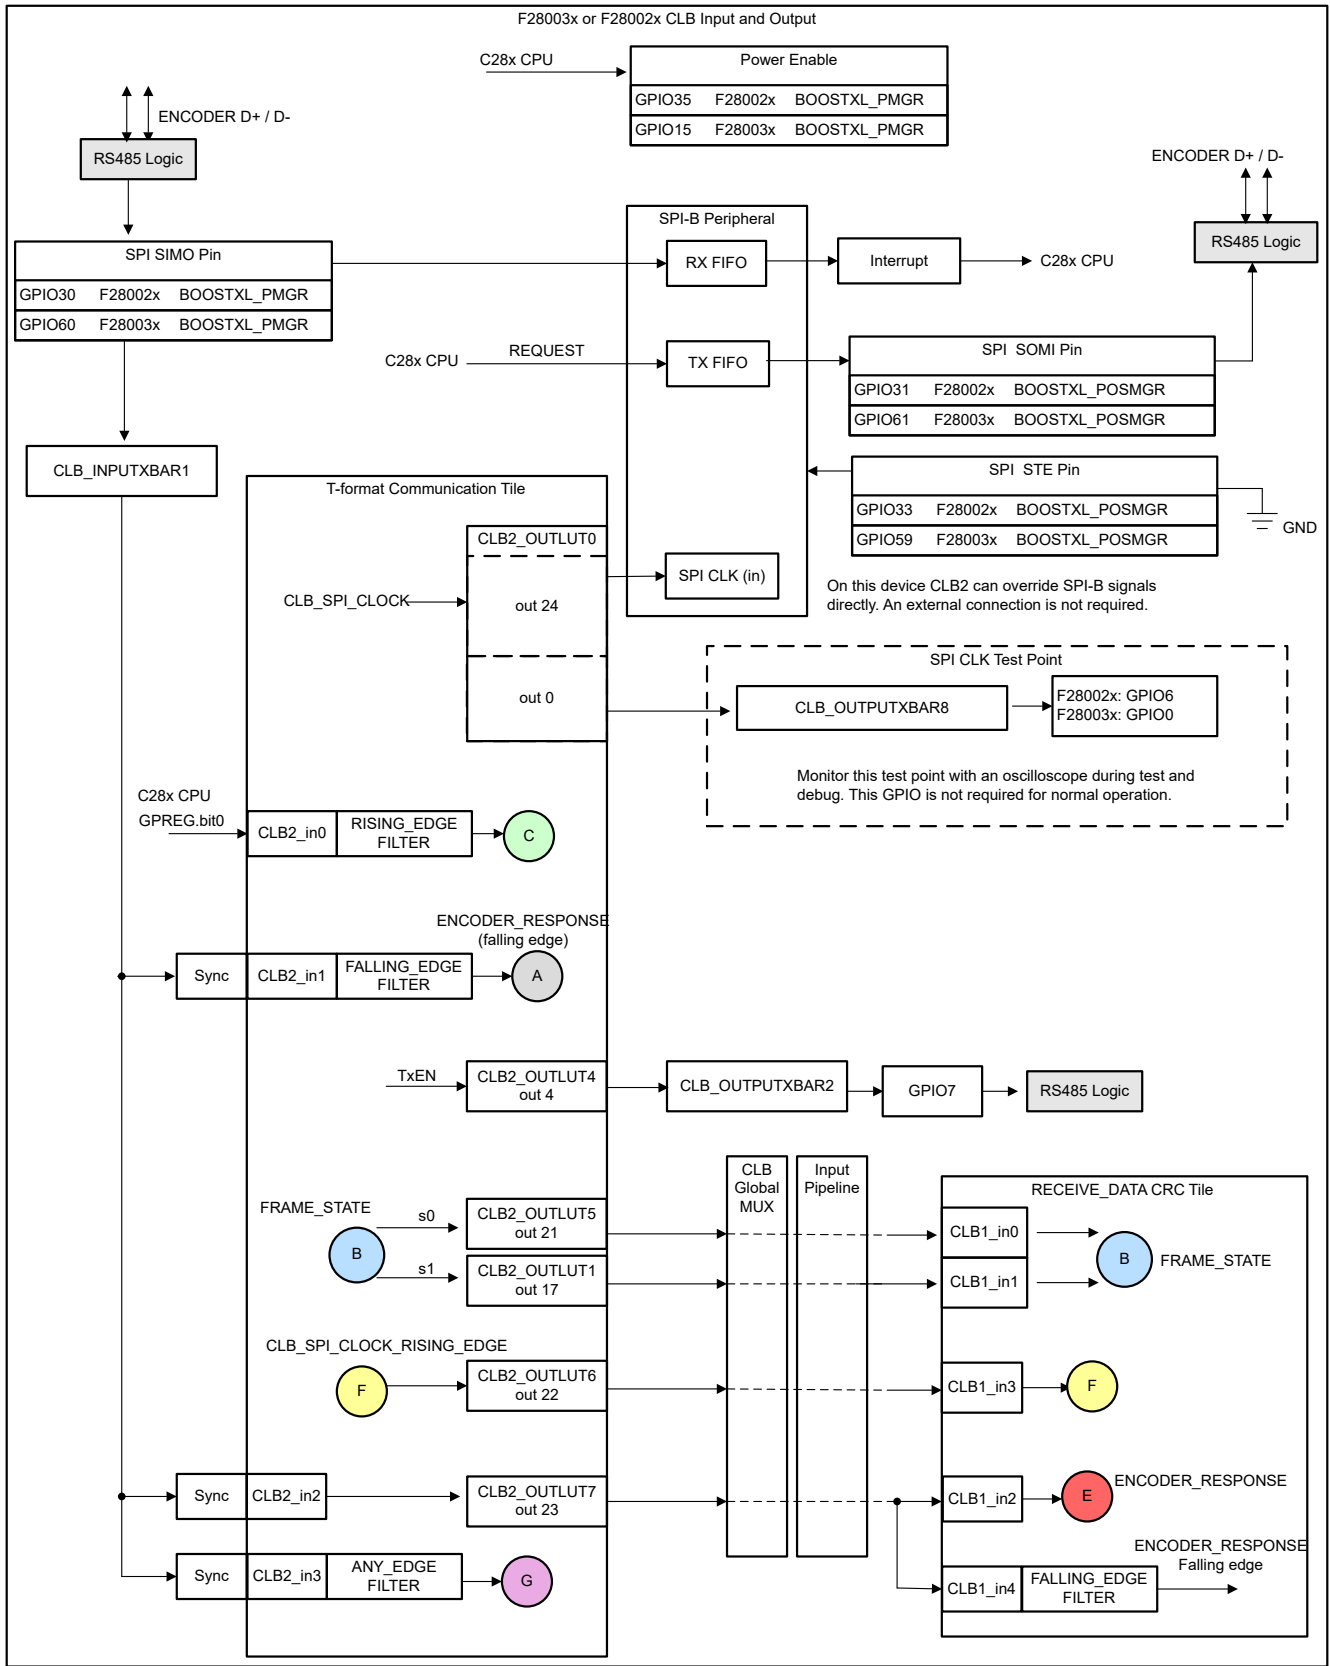 F28003x or F28002x CLB Input and Output
C28x CPU
Power Enable
GPIO35 F28002x BOOSTXL_PMGR
GPIO15 F28003x BOOSTXL_PMGR
ENCODER D+ / D-
RS485 Logic
ENCODER D+ / D-
RS485 Logic
SPI SIMO Pin
GPIO30 F28002x BOOSTXL_PMGR
GPIO60 F28003x BOOSTXL_PMGR
SPI-B Peripheral
RX FIFO
Interrupt
C28x CPU
C28x CPU
REQUEST
TX FIFO
SPI SOMI Pin
GPIO31 F28002x BOOSTXL_POSMGR
GPIO61 F28003x BOOSTXL_POSMGR
CLB_INPUTXBAR1
SPI STE Pin
GPIO33 F28002x BOOSTXL_POSMGR
GPIO59 F28003x BOOSTXL_POSMGR
GND
T-format Communication Tile
CLB2_OUTLUT0
CLB_SPI_CLOCK
out 24
SPI CLK (in)
On this device CLB2 can override SPI-B signals
directly. An external connection is not required.
out 0
SPI CLK Test Point
CLB_OUTPUTXBAR8
F28002x: GPIO6
F28003x: GPIO0
Monitor this test point with an oscilloscope during test and
debug. This GPIO is not required for normal operation.
C28x CPU
GPREG.bit0
CLB2_in0
RISING_EDGE
FILTER
C
ENCODER_RESPONSE
(falling edge)
Sync
CLB2_in1
FALLING_EDGE
FILTER
A
TxEN
CLB2_OUTLUT4
out 4
CLB_OUTPUTXBAR2
GPIO7
RS485 Logic
CLB
Global
MUX
Input
Pipeline
RECEIVE_DATA CRC Tile
FRAME_STATE
B
s0
CLB2_OUTLUT5
out 21
CLB1_in0
s1
CLB2_OUTLUT1
out 17
CLB1_in1
B
FRAME_STATE
CLB_SPI_CLOCK_RISING_EDGE
F
CLB2_OUTLUT6
out 22
CLB1_in3
F
Sync
CLB2_in2
CLB2_OUTLUT7
out 23
CLB1_in2
E
ENCODER_RESPONSE
Sync
CLB2_in3
ANY_EDGE
FILTER
G
ENCODER_RESPONSE
Falling edge
CLB1_in4
FALLING_EDGE
FILTER